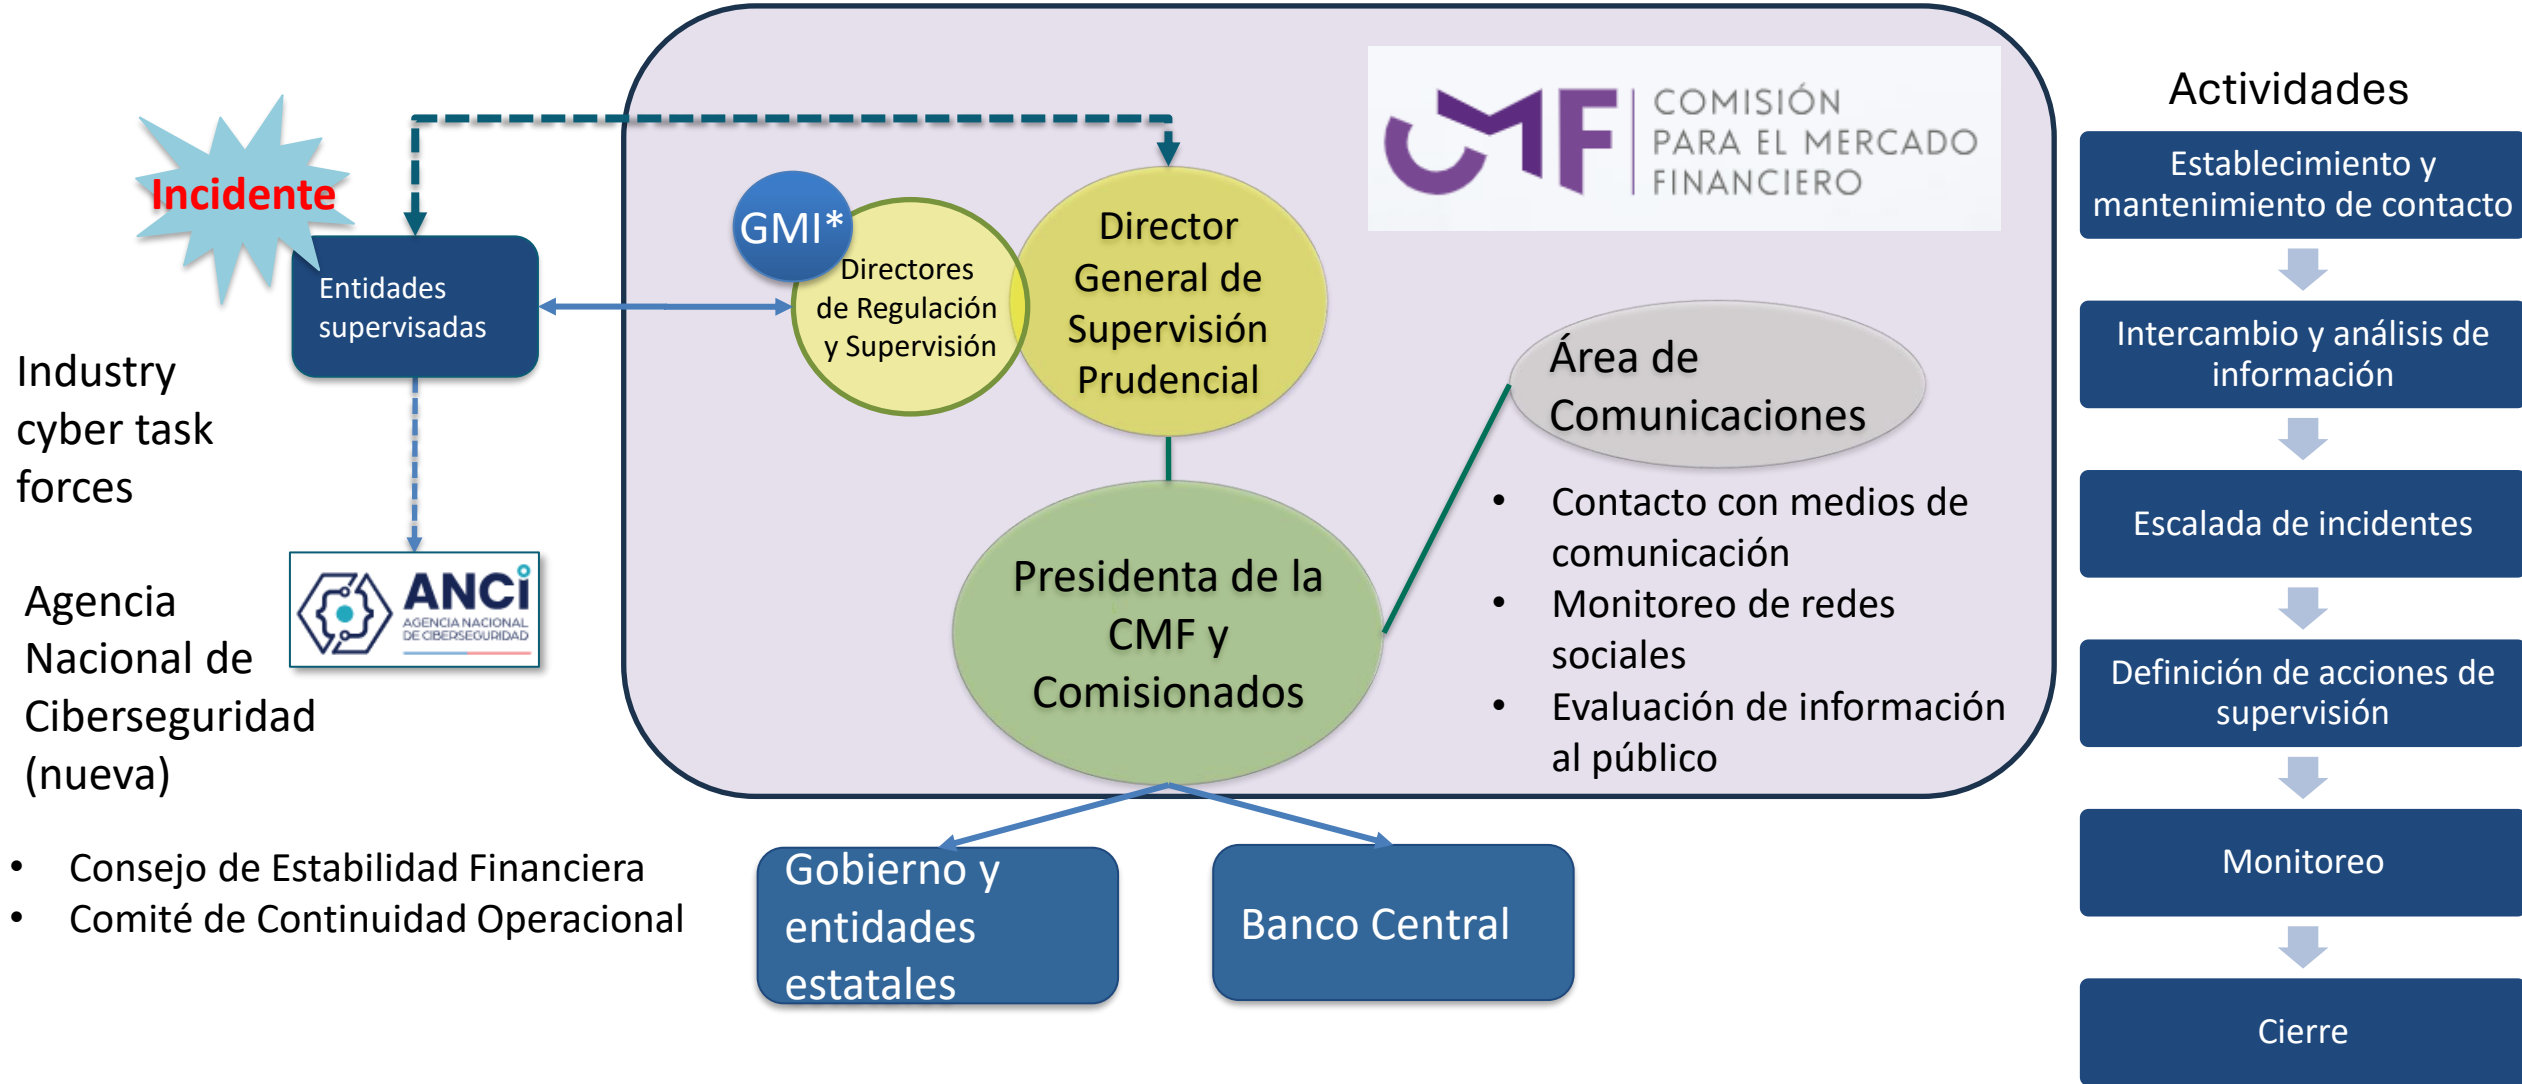 Incidente
Entidades
supervisadas
Industry
cyber task
forces
ANCi
AGENCIA NACIONAL
DE CIBERSEGURIDAD
Agencia
Nacional de
Ciberseguridad
(nueva)
• Consejo de Estabilidad Financiera
• Comité de Continuidad Operacional
GMI*
Directores
de Regulación
y Supervisión
Director
General de
Supervisión
Prudencial
CMF
COMISIÓN
PARA EL MERCADO
FINANCIERO
Área de
Comunicaciones
• Contacto con medios de
comunicación
• Monitoreo de redes
sociales
• Evaluación de información
al público
Presidenta de la
CMF y
Comisionados
Gobierno y
entidades
estatales
Banco Central
Actividades
Establecimiento y
mantenimiento de contacto
Intercambio y análisis de
información
Escalada de incidentes
Definición de acciones de
supervisión
Monitoreo
Cierre